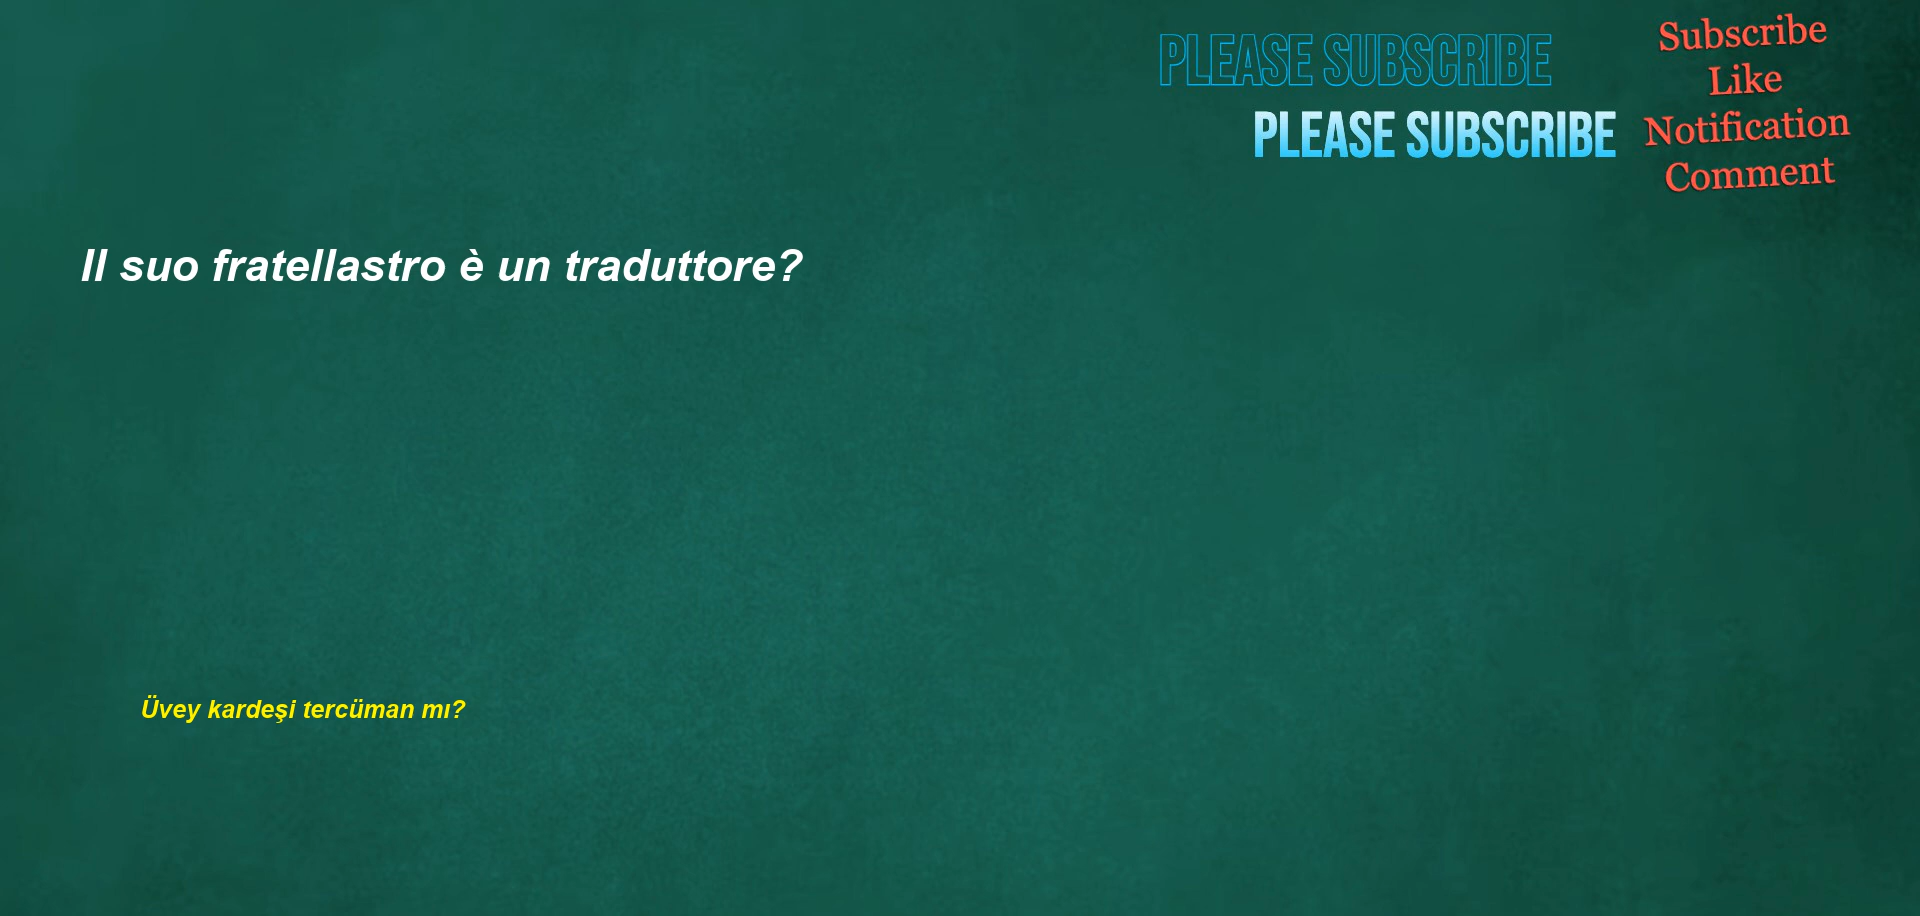 PLEASE SUBSCRIBE
PLEASE SUBSCRIBE
Subscribe
Like
Notification
Comment
Il suo fratellastro è un traduttore?
Üvey kardeşi tercüman mı?